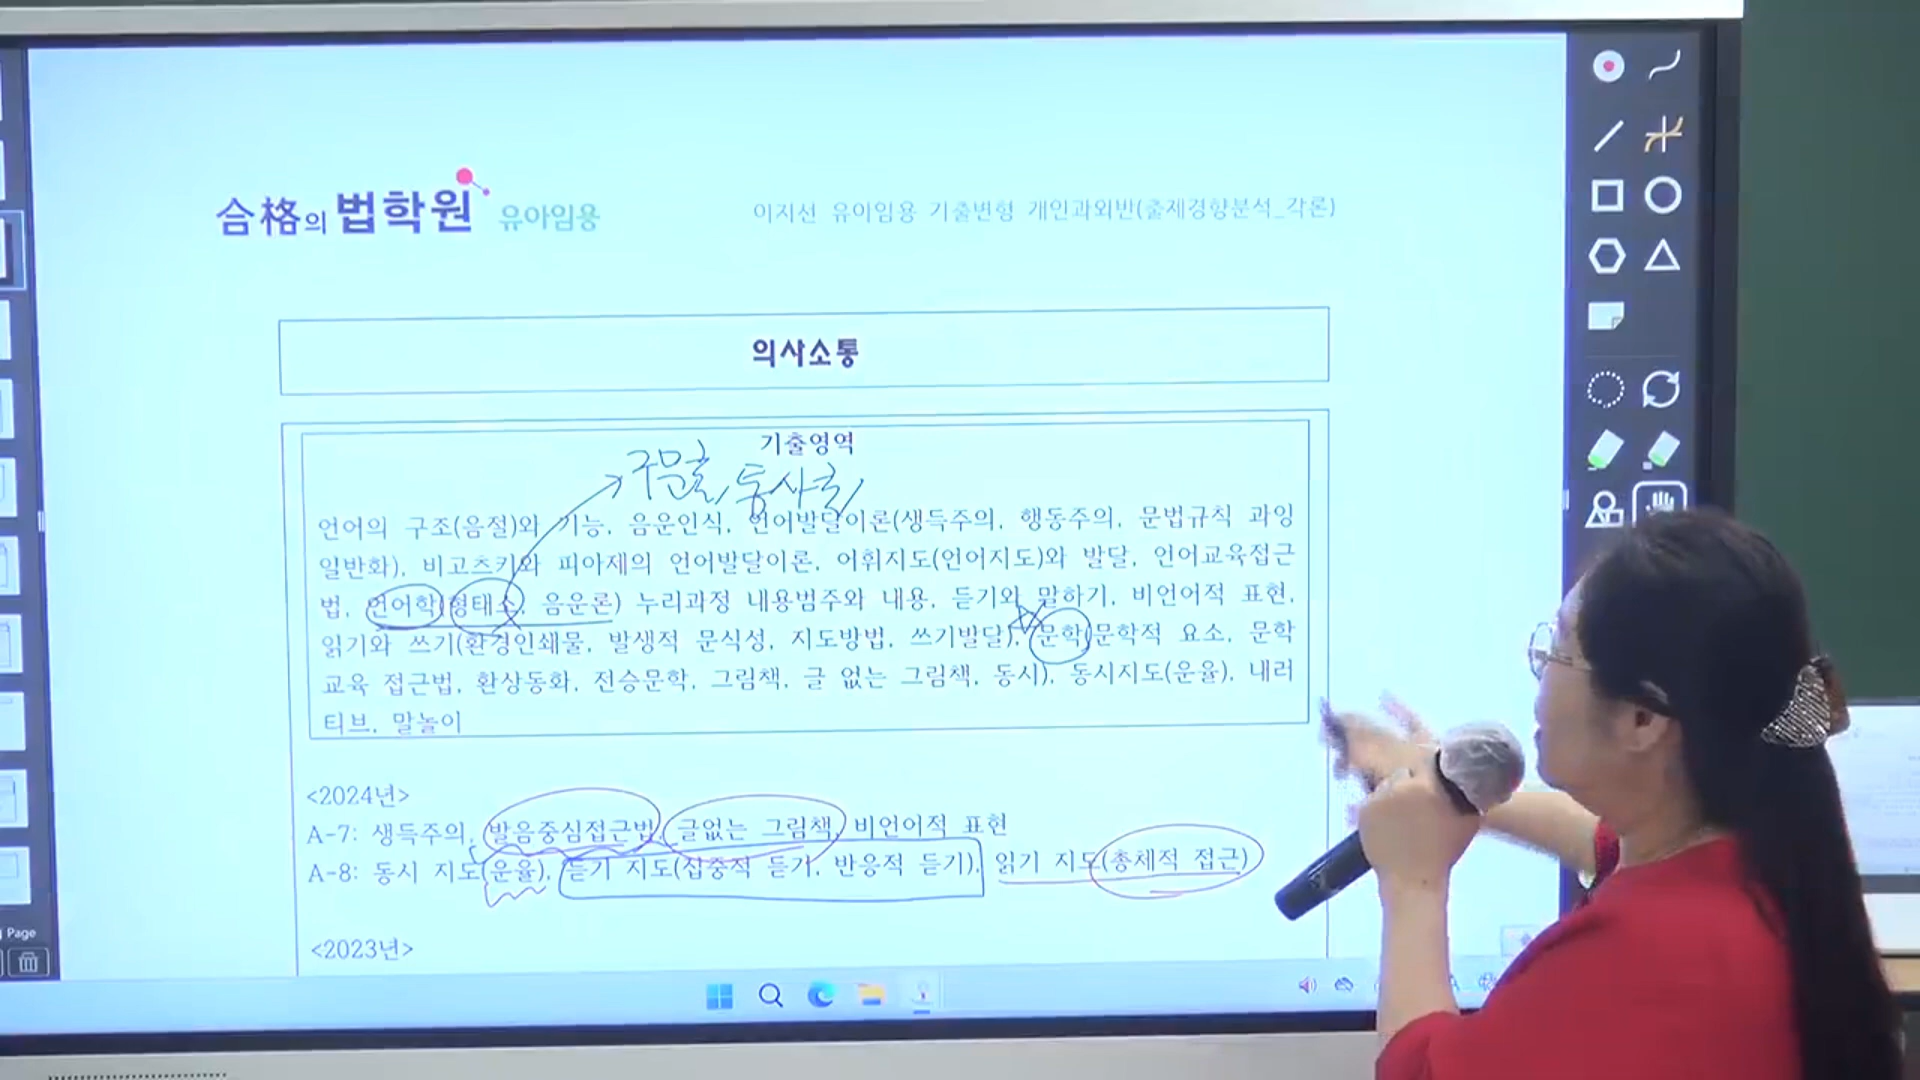 合格의 법학원 유아임용
이지선 유아임용 기출변형 개인과외반(출제경향분석_각론)
의사소통
기출영역
구문론, 통사론
언어의 구조(음절)와 기능, 음운인식, 언어발달이론(생득주의, 행동주의, 문법규칙 과잉
일반화), 비고츠키와 피아제의 언어발달이론, 어휘지도(언어지도)와 발달, 언어교육접근
법, 언어학(형태소, 음운론) 누리과정 내용범주와 내용, 듣기와 말하기, 비언어적 표현,
읽기와 쓰기(환경인쇄물, 발생적 문식성, 지도방법, 쓰기발달), 문학(문학적 요소, 문학
교육 접근법, 환상동화, 전승문학, 그림책, 글 없는 그림책, 동시), 동시지도(운율), 내러
티브, 말놀이
<2024년>
A-7: 생득주의, 발음중심접근법, 글없는 그림책, 비언어적 표현
A-8: 동시 지도(운율), 듣기 지도(집중적 듣기, 반응적 듣기), 읽기 지도(총체적 접근)
<2023년>
Page